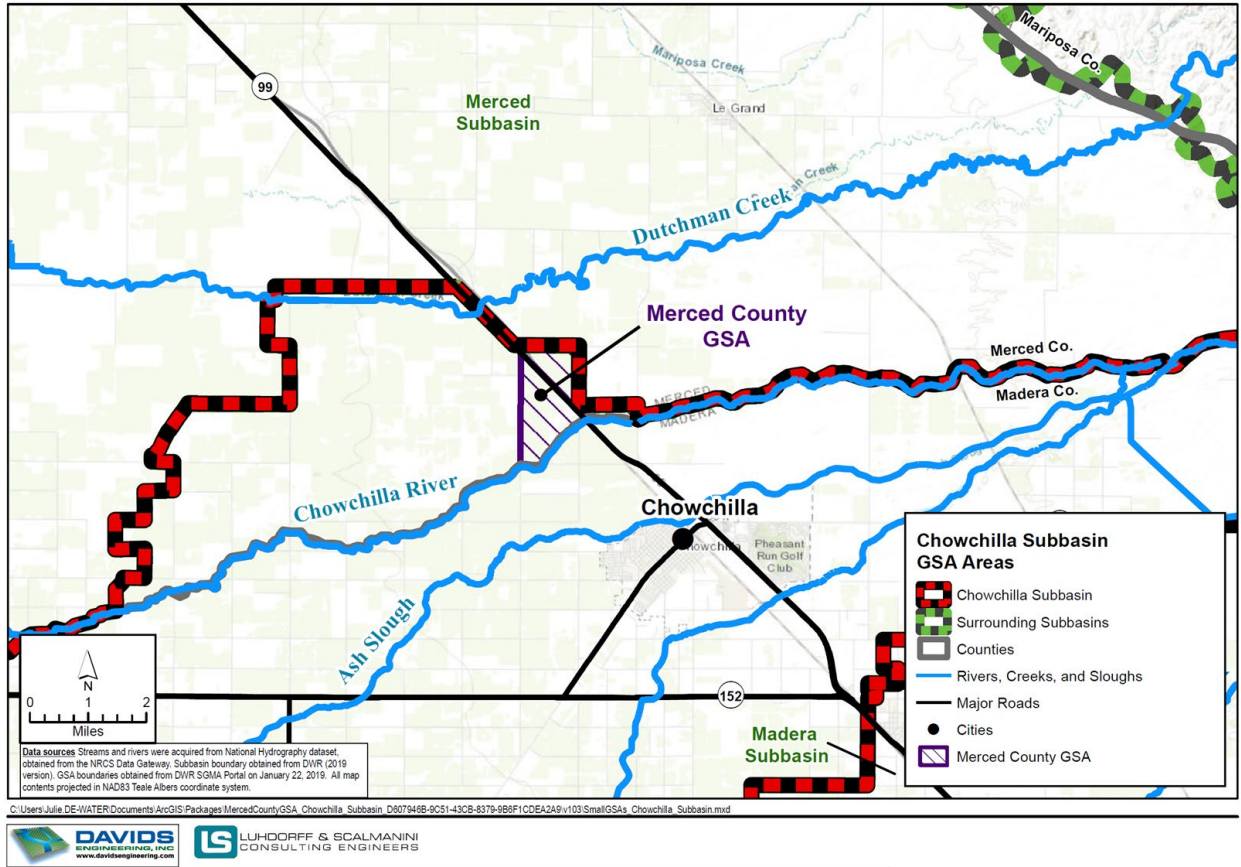 Mariposa Co.
Mariposa Creek
99
Merced
Subbasin
Le Grand
Dutchman Creek
Merced County
GSA
Merced Co.
MERCED
MADERA
Madera Co.
Chowchilla River
Chowchilla
Pheasant
Run Golf
Club
Ash Slough
152
Madera
Subbasin
N
0 1 2
Miles
Chowchilla Subbasin
GSA Areas
Chowchilla Subbasin
Surrounding Subbasins
Counties
Rivers, Creeks, and Sloughs
Major Roads
Cities
Merced County GSA
Data sources Streams and rivers were acquired from National Hydrography dataset,
obtained from the NRCS Data Gateway. Subbasin boundary obtained from DWR (2019
version). GSA boundaries obtained from DWR SGMA Portal on January 22, 2019. All map
contents projected in NAD83 Teale Albers coordinate system.
C:\Users\Julie.DE-WATER\Documents\ArcGIS\Packages\MercedCountyGSA_Chowchilla_Subbasin_D607946B-9C51-43CB-8379-9B6F1CDEA2A9\v103\SmallGSAs_Chowchilla_Subbasin.mxd
DAVIDS
ENGINEERING, INC
www.davidsengineering.com
LS
LUHDORFF & SCALMANINI
CONSULTING ENGINEERS